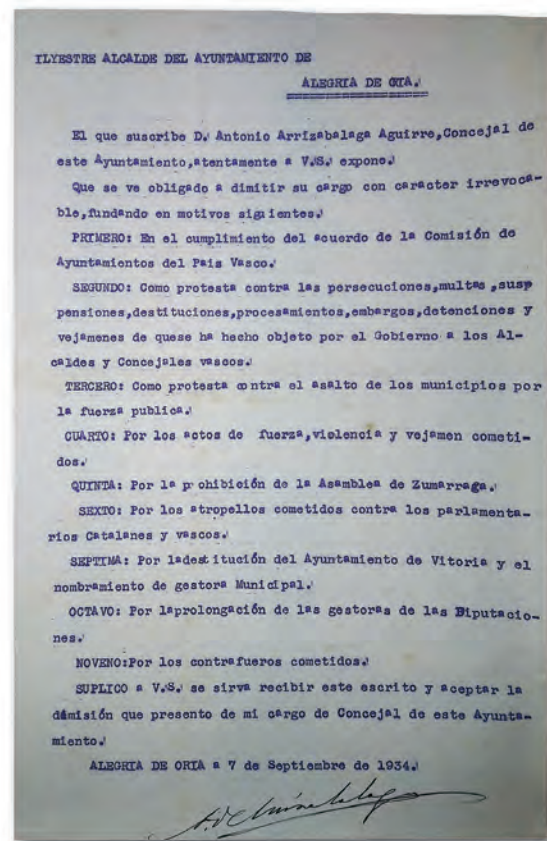 ILYESTRE ALCALDE DEL AYUNTAMIENTO DE
ALEGRIA DE ORIA.
El que suscribe D. Antonio Arrizabalaga Aguirre,Concejal de
este Ayuntamiento,atentamente a V.S. expone.
Que se ve obligado a dimitir su cargo con caracter irrevoca-
ble,fundando en motivos siguientes.
PRIMERO: En el cumplimiento del acuerdo de la Comisión de
Ayuntamientos del Pais Vasco.
SEGUNDO: Como protesta contra las persecuciones,multas,susp
pensiones,destituciones,procesamientos,embargos,detenciones y
vejamenes de quese ha hecho objeto por el Gobierno a los Al-
caldes y Concejales vascos.
TERCERO: Como protesta contra el asalto de los municipios por
la fuerza publica.
CUARTO: Por los actos de fuerza,violencia y vejamen cometi-
dos.
QUINTA: Por la prohibición de la Asamblea de Zumarraga.
SEXTO: Por los atropellos cometidos contra los parlamenta-
rios Catalanes y vascos.
SEPTIMA: Por ladestitución del Ayuntamiento de Vitoria y el
nombramiento de gestora Municipal.
OCTAVO: Por laprolongación de las gestoras de las Diputacio-
nes.
NOVENO:Por los contrafueros cometidos.
SUPLICO a V.S. se sirva recibir este escrito y aceptar la
dimisión que presento de mi cargo de Concejal de este Ayunta-
miento.
ALEGRIA DE ORIA a 7 de Septiembre de 1934.